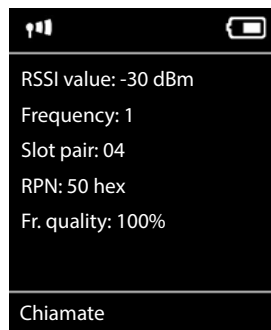 RSSI value: -30 dBm
Frequency: 1
Slot pair: 04
RPN: 50 hex
Fr. quality: 100%
Chiamate